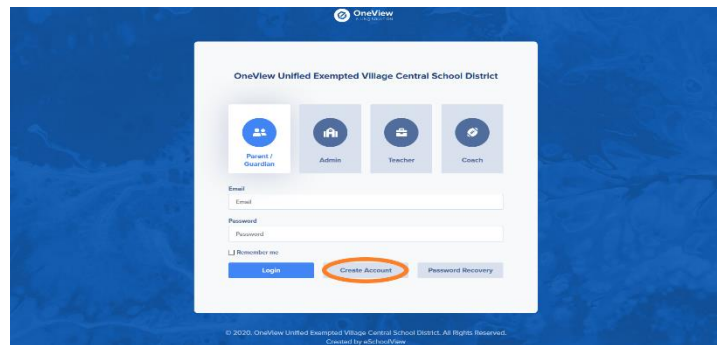 OneView
OneView Unified Exempted Village Central School District
Parent /
Guardian
Admin
Teacher
Coach
Email
Email
Password
Password
Remember me
Login
Create Account
Password Recovery
© 2020. OneView Unified Exempted Village Central School District. All Rights Reserved.
Created by eSchoolView